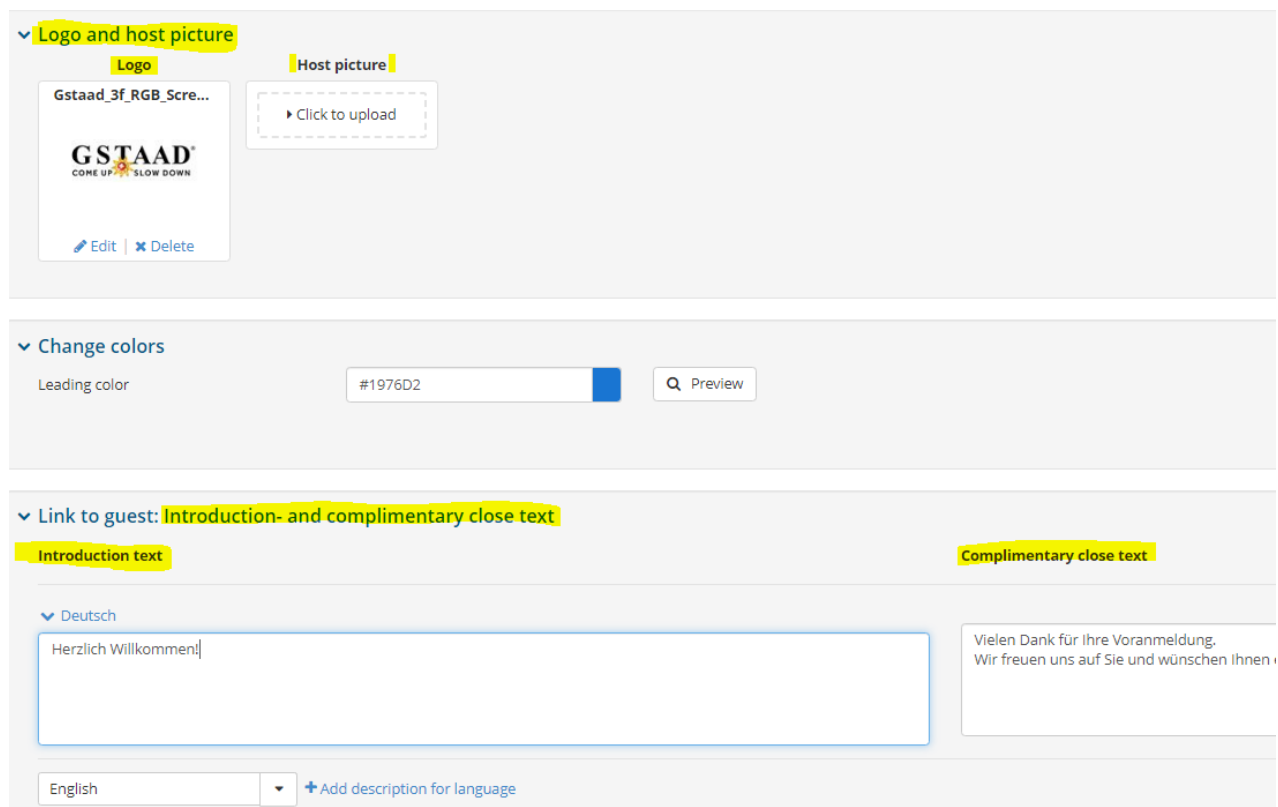 Logo and host picture
Logo
Host picture
Gstaad_3f_RGB_Scre...
Click to upload
GSTAAD®
COME UP SLOW DOWN
Edit | Delete
Change colors
Leading color
#1976D2
Preview
Link to guest: Introduction- and complimentary close text
Introduction text
Complimentary close text
Deutsch
Herzlich Willkommen!
Vielen Dank für Ihre Voranmeldung.
Wir freuen uns auf Sie und wünschen Ihnen
English
Add description for language